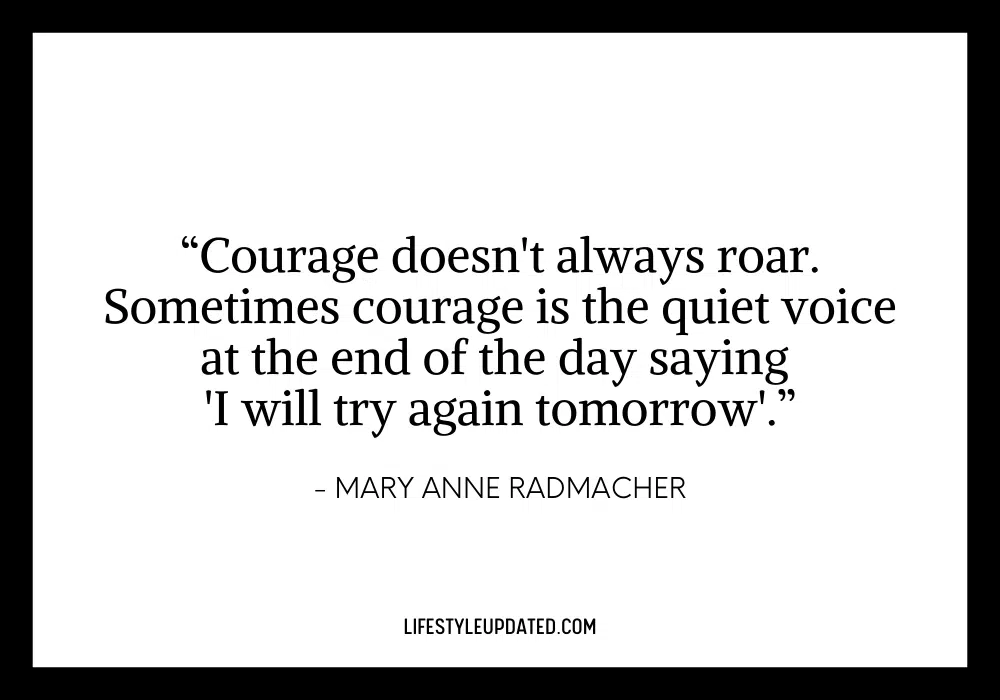 “Courage doesn't always roar.
Sometimes courage is the quiet voice
at the end of the day saying
'I will try again tomorrow'.”
- MARY ANNE RADMACHER
LIFESTYLEUPDATED.COM